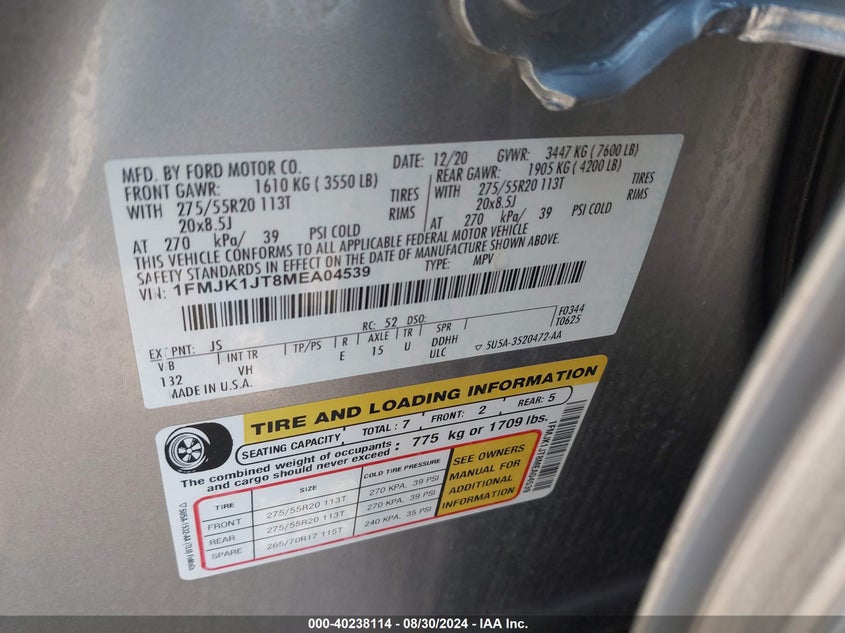 MFD. BY FORD MOTOR CO. DATE: 12/20 GVWR: 3447 KG ( 7600 LB)
FRONT GAWR: 1610 KG ( 3550 LB) REAR GAWR: 1905 KG ( 4200 LB)
WITH 275/55R20 113T TIRES WITH 275/55R20 113T TIRES
20x8.5J RIMS 20x8.5J RIMS
AT 270 kPa/ 39 PSI COLD AT 270 kPa/ 39 PSI COLD
THIS VEHICLE CONFORMS TO ALL APPLICABLE FEDERAL MOTOR VEHICLE
SAFETY STANDARDS IN EFFECT ON THE DATE OF MANUFACTURE SHOWN ABOVE.
VIN: 1FMJK1JT8MEA04539 TYPE: MPV
F0344
T0625
EXT PNT: JS RC: 52 DSO:
VB INT TR TP/PS R AXLE TR SPR
132 VH E 15 U DDHH
ULC
5U5A-3520472-AA
MADE IN U.S.A.
TIRE AND LOADING INFORMATION
SEATING CAPACITY TOTAL: 7 FRONT: 2 REAR: 5
The combined weight of occupants and cargo should never exceed : 775 kg or 1709 lbs.
TIRE SIZE COLD TIRE PRESSURE
FRONT 275/55R20 113T 270 KPA, 39 PSI
REAR 275/55R20 113T 270 KPA, 39 PSI
SPARE 265/70R17 115T 240 KPA, 35 PSI
SEE OWNERS
MANUAL FOR
ADDITIONAL
INFORMATION
1FMJK1JT8MEA04539
000-40238114 - 08/30/2024 - IAA Inc.